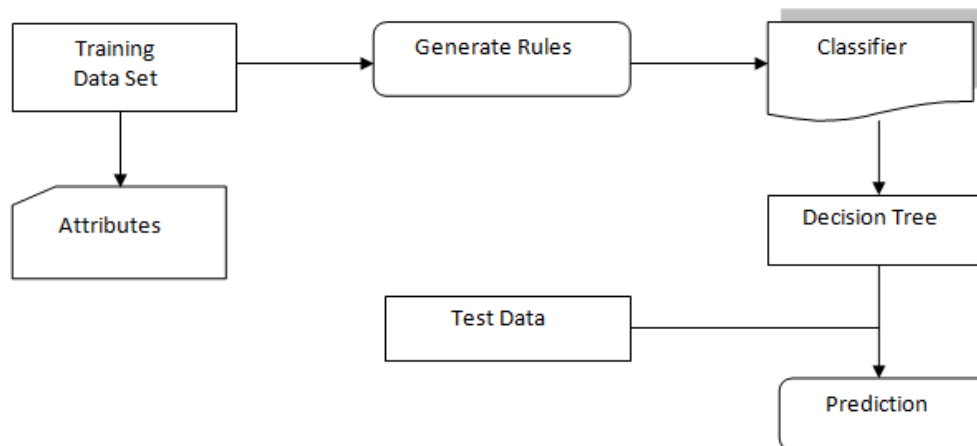 Training
Data Set
Generate Rules
Classifier
Attributes
Decision Tree
Test Data
Prediction